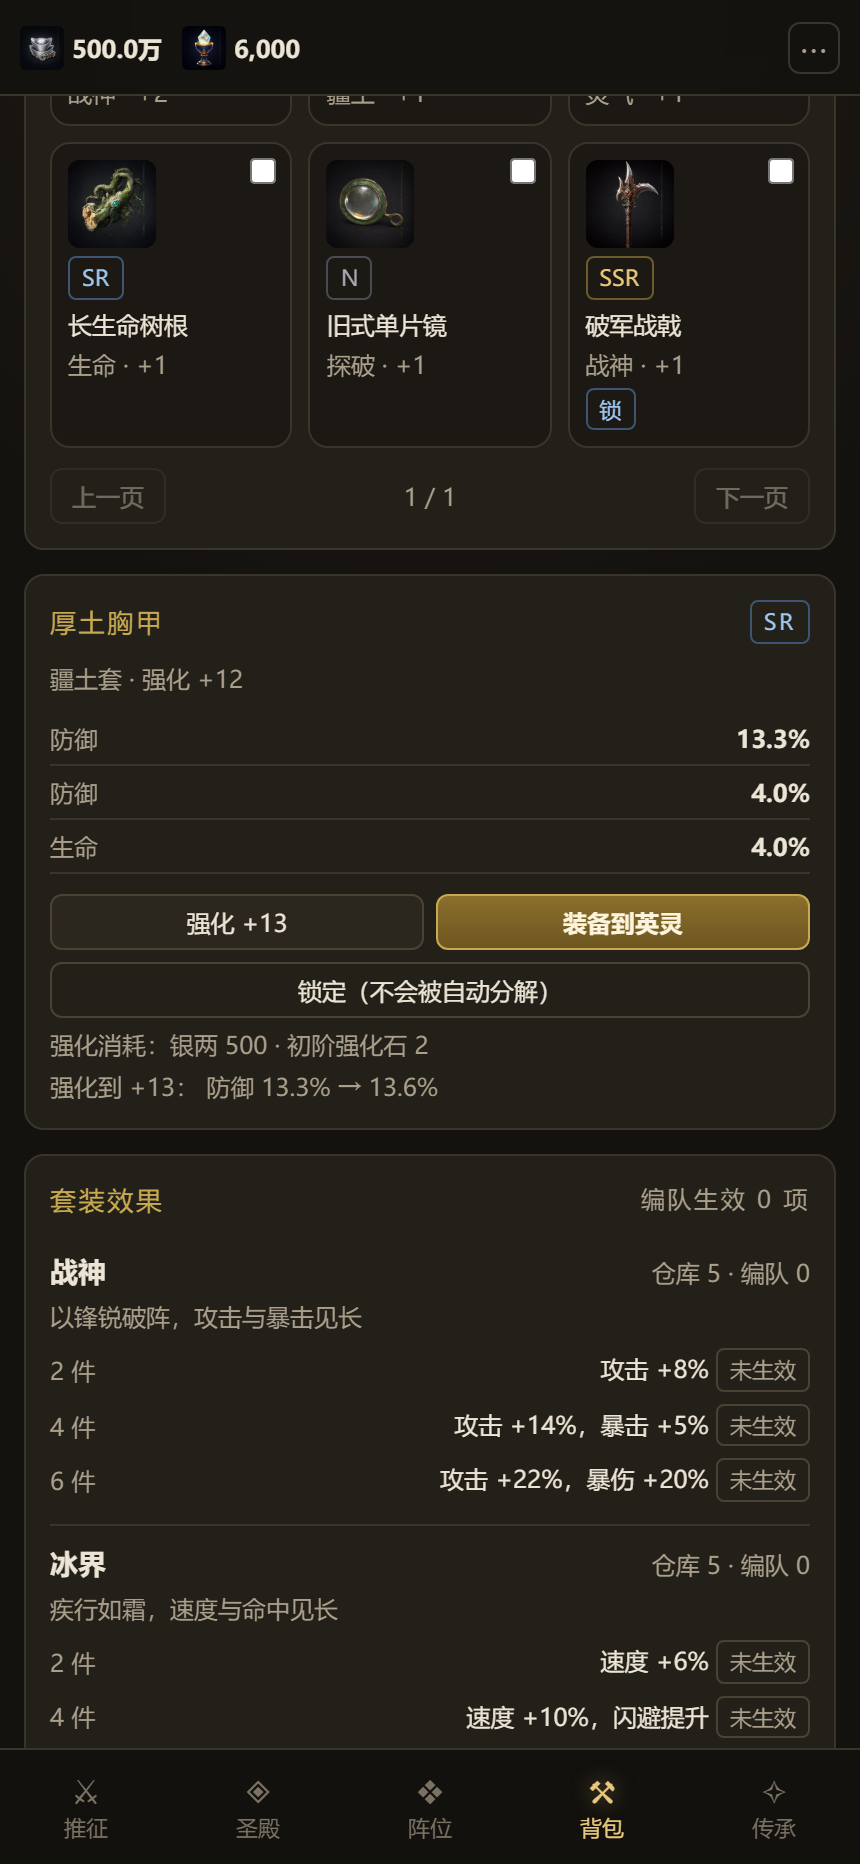 500.0万 6,000 ...
战神 · +2 疆土 · +1 灵气 · +1
SR N SSR
长生命树根 旧式单片镜 破军战戟
生命 · +1 探破 · +1 战神 · +1
锁
上一页 1 / 1 下一页
厚土胸甲 SR
疆土套 · 强化 +12
防御 13.3%
防御 4.0%
生命 4.0%
强化 +13 装备到英灵
锁定（不会被自动分解）
强化消耗：银两 500 · 初阶强化石 2
强化到 +13： 防御 13.3% → 13.6%
套装效果 编队生效 0 项
战神 仓库 5 · 编队 0
以锋锐破阵，攻击与暴击见长
2 件 攻击 +8% 未生效
4 件 攻击 +14%，暴击 +5% 未生效
6 件 攻击 +22%，暴伤 +20% 未生效
冰界 仓库 5 · 编队 0
疾行如霜，速度与命中见长
2 件 速度 +6% 未生效
4 件 速度 +10%，闪避提升 未生效
推征 圣殿 阵位 背包 传承